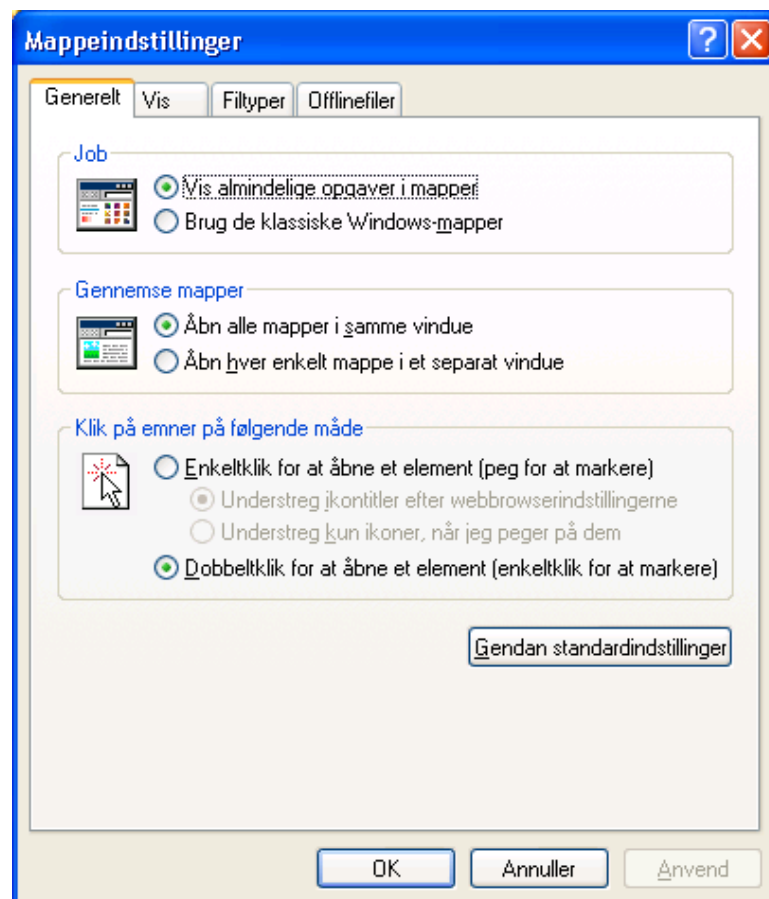 Mappeindstillinger
Generelt Vis Filtyper Offlinefiler
Job
Vis almindelige opgaver i mapper
Brug de klassiske Windows-mapper
Gennemse mapper
Åbn alle mapper i samme vindue
Åbn hver enkelt mappe i et separat vindue
Klik på emner på følgende måde
Enkeltklik for at åbne et element (peg for at markere)
Understreg ikontitler efter webbrowserindstillingerne
Understreg kun ikoner, når jeg peger på dem
Dobbeltklik for at åbne et element (enkeltklik for at markere)
Gendan standardindstillinger
OK Annuller Anvend